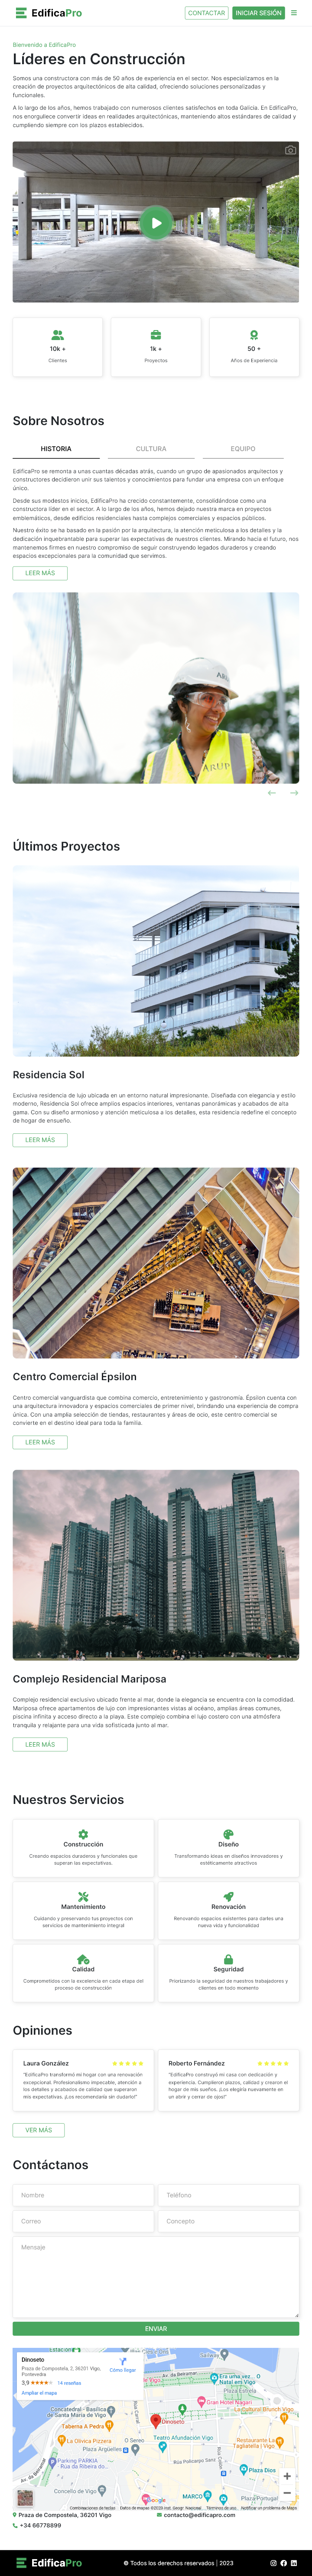 EdificaPro
CONTACTAR
INICIAR SESIÓN
Bienvenido a EdificaPro
Líderes en Construcción
Somos una constructora con más de 50 años de experiencia en el sector. Nos especializamos en la
creación de proyectos arquitectónicos de alta calidad, ofreciendo soluciones personalizadas y
funcionales.
A lo largo de los años, hemos trabajado con numerosos clientes satisfechos en toda Galicia. En EdificaPro,
nos enorgullece convertir ideas en realidades arquitectónicas, manteniendo altos estándares de calidad y
cumpliendo siempre con los plazos establecidos.
10k +
Clientes
1k +
Proyectos
50 +
Años de Experiencia
Sobre Nosotros
HISTORIA
CULTURA
EQUIPO
EdificaPro se remonta a unas cuantas décadas atrás, cuando un grupo de apasionados arquitectos y
constructores decidieron unir sus talentos y conocimientos para fundar una empresa con un enfoque
único.
Desde sus modestos inicios, EdificaPro ha crecido constantemente, consolidándose como una
constructora líder en el sector. A lo largo de los años, hemos dejado nuestra marca en proyectos
emblemáticos, desde edificios residenciales hasta complejos comerciales y espacios públicos.
Nuestro éxito se ha basado en la pasión por la arquitectura, la atención meticulosa a los detalles y la
dedicación inquebrantable para superar las expectativas de nuestros clientes. Mirando hacia el futuro, nos
mantenemos firmes en nuestro compromiso de seguir construyendo legados duraderos y creando
espacios excepcionales para la comunidad que servimos.
LEER MÁS
ARUP
Últimos Proyectos
Residencia Sol
Exclusiva residencia de lujo ubicada en un entorno natural impresionante. Diseñada con elegancia y estilo
moderno, Residencia Sol ofrece amplios espacios interiores, ventanas panorámicas y acabados de alta
gama. Con su diseño armonioso y atención meticulosa a los detalles, esta residencia redefine el concepto
de hogar de ensueño.
LEER MÁS
Centro Comercial Épsilon
Centro comercial vanguardista que combina comercio, entretenimiento y gastronomía. Épsilon cuenta con
una arquitectura innovadora y espacios comerciales de primer nivel, brindando una experiencia de compra
única. Con una amplia selección de tiendas, restaurantes y áreas de ocio, este centro comercial se
convierte en el destino ideal para toda la familia.
LEER MÁS
Complejo Residencial Mariposa
Complejo residencial exclusivo ubicado frente al mar, donde la elegancia se encuentra con la comodidad.
Mariposa ofrece apartamentos de lujo con impresionantes vistas al océano, amplias áreas comunes,
piscina infinita y acceso directo a la playa. Este complejo combina el lujo costero con una atmósfera
tranquila y relajante para una vida sofisticada junto al mar.
LEER MÁS
Nuestros Servicios
Construcción
Creando espacios duraderos y funcionales que
superan las expectativas.
Diseño
Transformando ideas en diseños innovadores y
estéticamente atractivos
Mantenimiento
Cuidando y preservando tus proyectos con
servicios de mantenimiento integral
Renovación
Renovando espacios existentes para darles una
nueva vida y funcionalidad
Calidad
Comprometidos con la excelencia en cada etapa del
proceso de construcción
Seguridad
Priorizando la seguridad de nuestros trabajadores y
clientes en todo momento
Opiniones
Laura González
"EdificaPro transformó mi hogar con una renovación
excepcional. Profesionalismo impecable, atención a
los detalles y acabados de calidad que superaron
mis expectativas. ¡Los recomendaría sin dudarlo!"
Roberto Fernández
"EdificaPro construyó mi casa con dedicación y
experiencia. Cumplieron plazos, calidad y crearon el
hogar de mis sueños. ¡Los elegiría nuevamente en
un abrir y cerrar de ojos!"
VER MÁS
Contáctanos
Nombre
Teléfono
Correo
Concepto
Mensaje
ENVIAR
Dinoseto
Praza de Compostela, 2, 36201 Vigo,
Pontevedra
3,9
14 reseñas
Ampliar el mapa
Cómo llegar
Av. de Beiramar
Era uma vez... O
Natal em Vigo
Plaza Estrela
Gran Hotel Nagari
LaCultural Brunch Vigo
Concatedral - Basílica
de Santa María de Vigo
Taberna A Pedra
La Olivica Pizzera
Plaza Argüelles
O Sereo
Dinoseto
Teatro Afundación Vigo
Restaurante La
Parking PARKIA
Rúa da Ribeira do...
Plaza Dios
Concello de Vigo
MARCO
Plaza Portugal
Google
Combinaciones de teclas
Datos de mapas ©2026 Inst. Geogr. Nacional
Términos de uso
Notificar un problema de Maps
Praza de Compostela, 36201 Vigo
contacto@edificapro.com
+34 66778899
EdificaPro
© Todos los derechos reservados | 2023